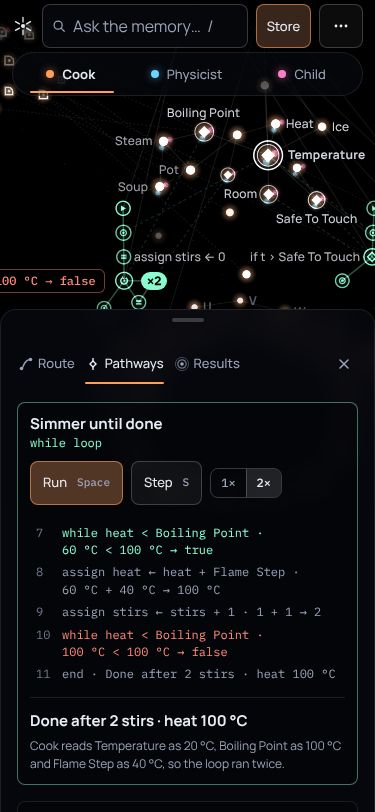 Ask the memory... /
Store
Cook
Physicist
Child
Boiling Point
Steam
Heat
Ice
Temperature
Pot
Soup
Room
Safe To Touch
assign stirs ← 0
if t > Safe To Touch
00 °C → false
×2
U
V
Route
Pathways
Results
Simmer until done
while loop
Run Space
Step S
1×
2×
7 while heat < Boiling Point ·
60 °C < 100 °C → true
8 assign heat ← heat + Flame Step ·
60 °C + 40 °C → 100 °C
9 assign stirs ← stirs + 1 · 1 + 1 → 2
10 while heat < Boiling Point ·
100 °C < 100 °C → false
11 end · Done after 2 stirs · heat 100 °C
Done after 2 stirs · heat 100 °C
Cook reads Temperature as 20 °C, Boiling Point as 100 °C
and Flame Step as 40 °C, so the loop ran twice.